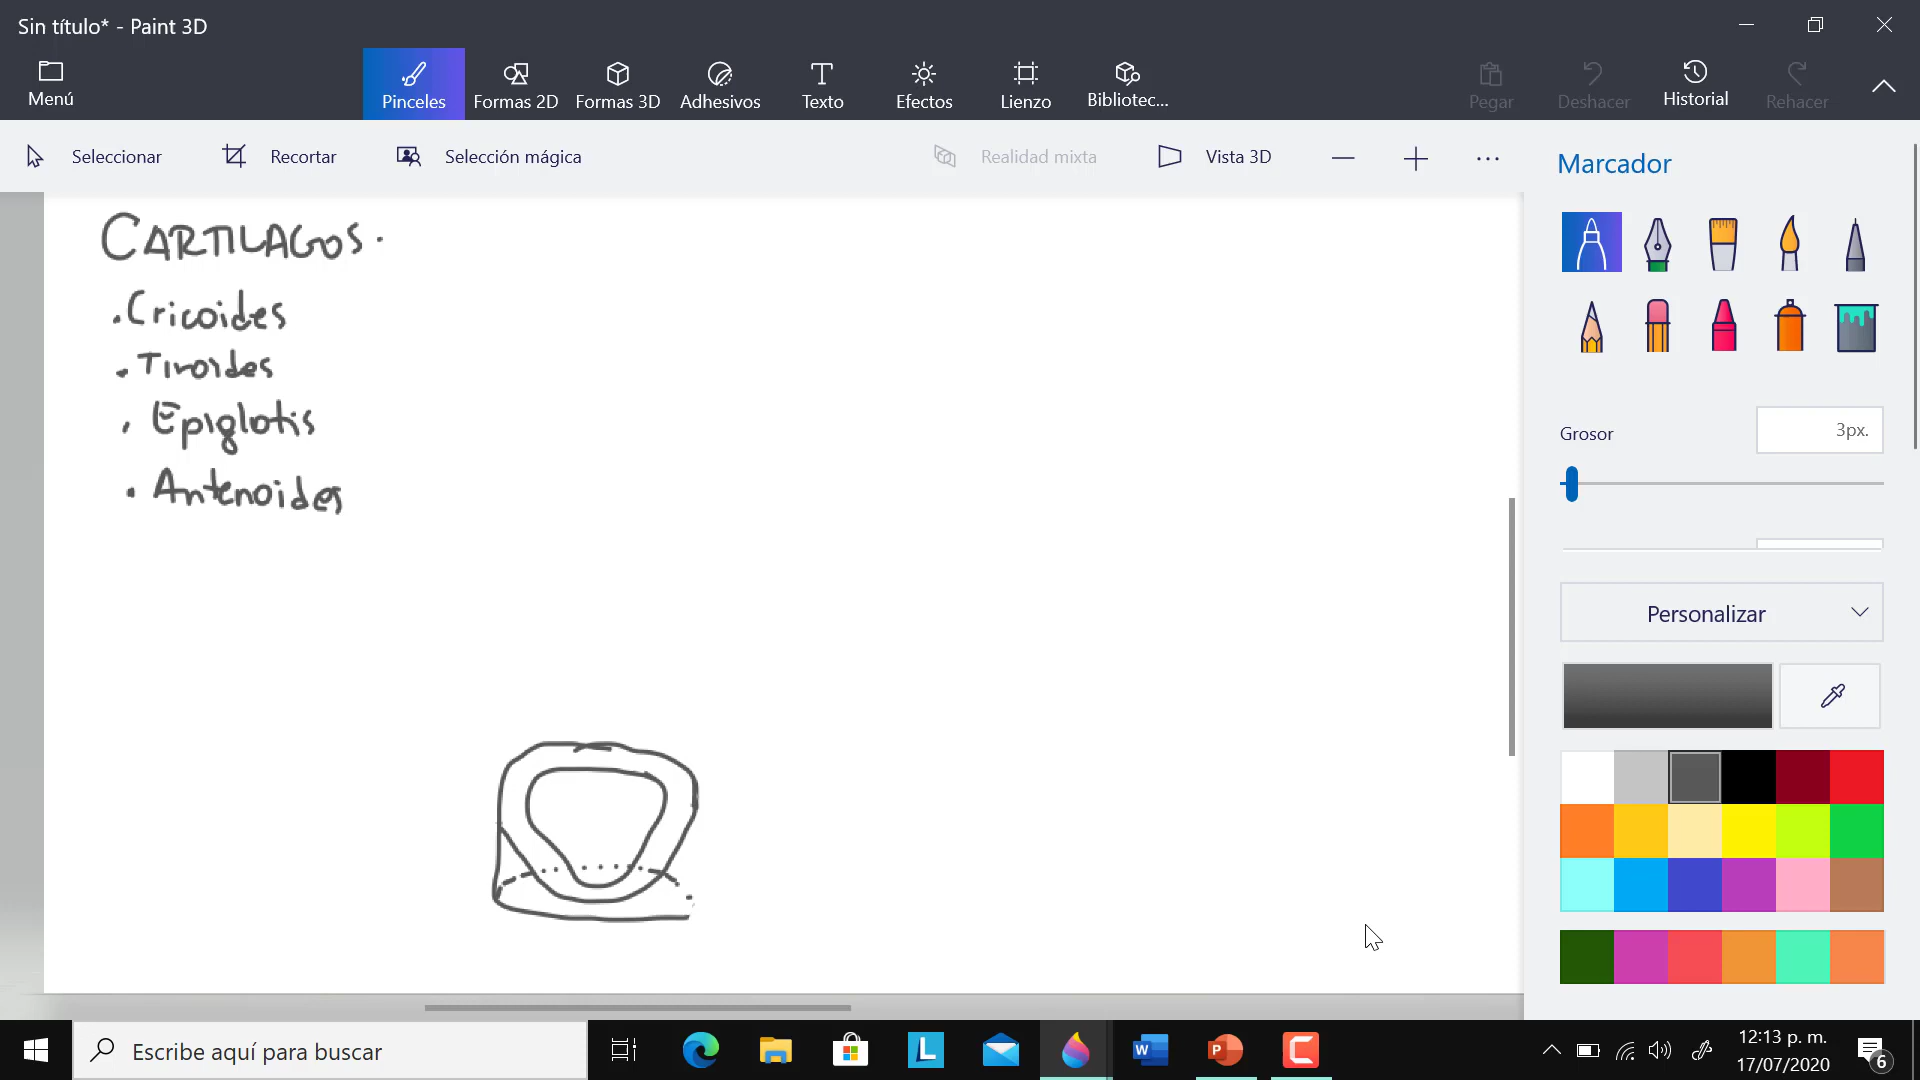 Sin título* - Paint 3D
Menú
Pinceles
Formas 2D
Formas 3D
Adhesivos
Texto
Efectos
Lienzo
Bibliotec...
Pegar
Deshacer
Historial
Rehacer
Seleccionar
Recortar
Selección mágica
Realidad mixta
Vista 3D
Marcador
CARTILAGOS.
. Cricoides
. Tiroides
. Epiglotis
. Antenoides
Grosor
3px.
Personalizar
Escribe aquí para buscar
12:13 p. m.
17/07/2020
6